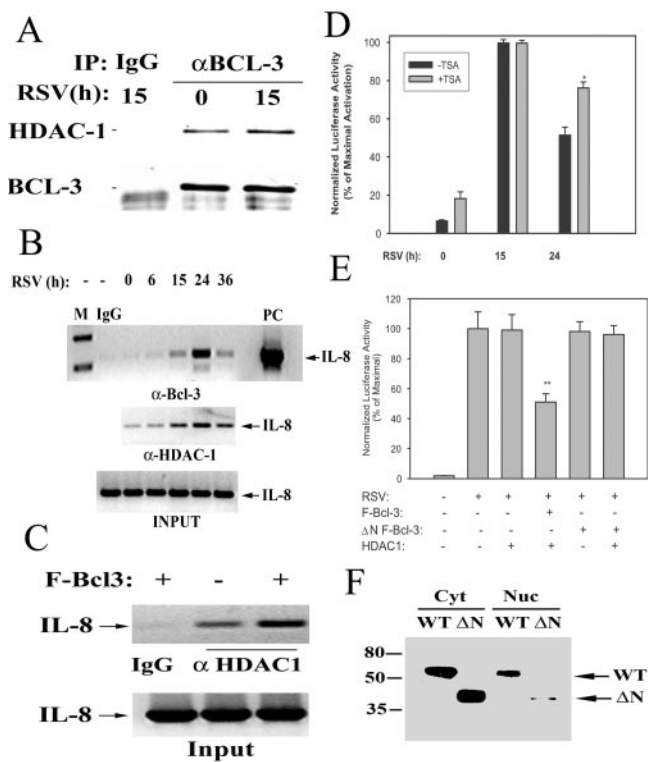 A
IP: IgG αBCL-3
RSV(h) 15 0 15
HDAC-1 -
BCL-3 -
B
RSV (h): - - 0 6 15 24 36
M IgG PC
IL-8
α-Bcl-3
IL-8
α-HDAC-1
IL-8
INPUT
C
F-Bcl3: + - +
IL-8
IgG α HDAC1
IL-8
Input
D
Normalized Luciferase Activity
(% of Maximal Activation)
100
80
60
40
20
0
-TSA
+TSA
*
RSV (h): 0 15 24
E
Normalized Luciferase Activity
(% of Maximal)
120
100
80
60
40
20
0
**
RSV: - + + + + +
F-Bcl-3: - - - + - -
ΔN F-Bcl-3: - - - - + +
HDAC1: - - + + - +
F
Cyt Nuc
WT ΔN WT ΔN
80
50
35
WT
ΔN